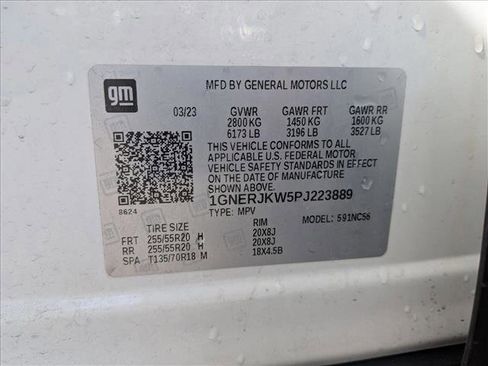 gm
MFD BY GENERAL MOTORS LLC
03/23 GVWR GAWR FRT GAWR RR
2800 KG 1450 KG 1600 KG
6173 LB 3196 LB 3527 LB
THIS VEHICLE CONFORMS TO ALL
APPLICABLE U.S. FEDERAL MOTOR
VEHICLE SAFETY STANDARDS IN EFFECT
ON THE DATE OF MANUFACTURE
SHOWN ABOVE.
1GNERJKW5PJ223889
8624 TYPE: MPV MODEL: 591NCS6
TIRE SIZE RIM
FRT 255/55R20 H 20X8J
RR 255/55R20 H 20X8J
SPA T135/70R18 M 18X4.5B